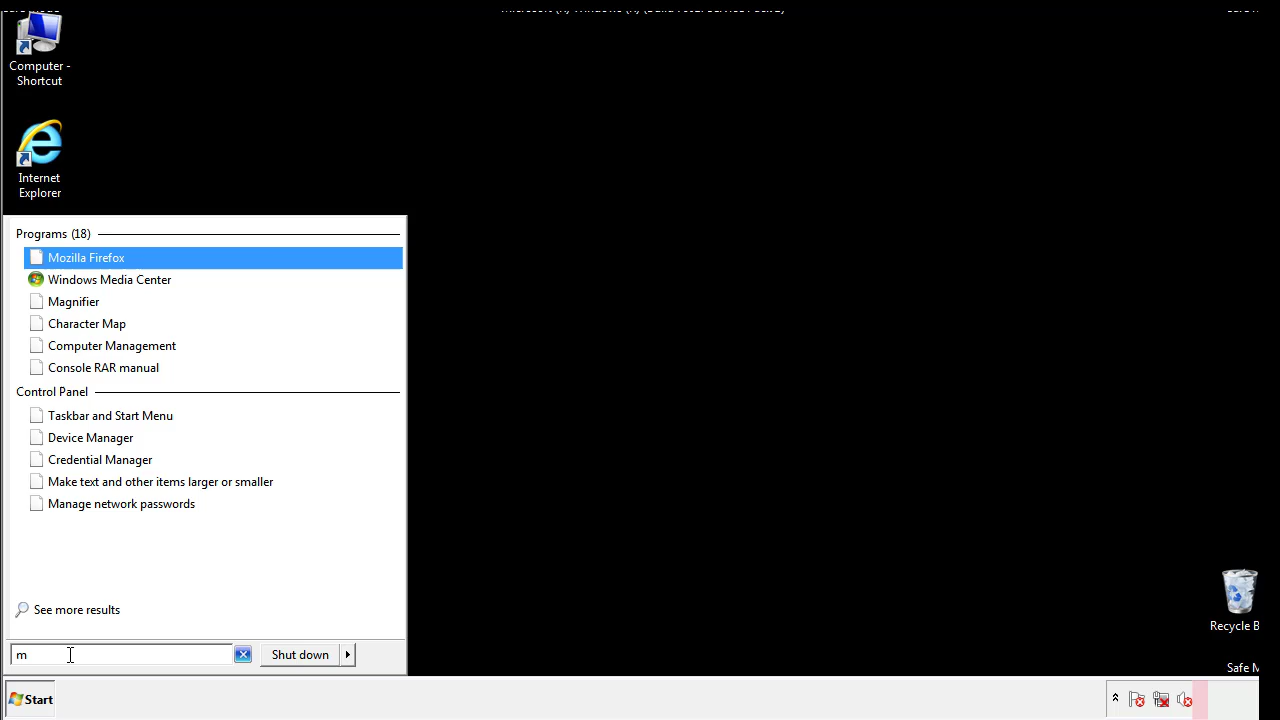 Computer -
Shortcut
Internet
Explorer
Programs (18)
Mozilla Firefox
Windows Media Center
Magnifier
Character Map
Computer Management
Console RAR manual
Control Panel
Taskbar and Start Menu
Device Manager
Credential Manager
Make text and other items larger or smaller
Manage network passwords
See more results
m
Shut down
Recycle B
Safe M
Start